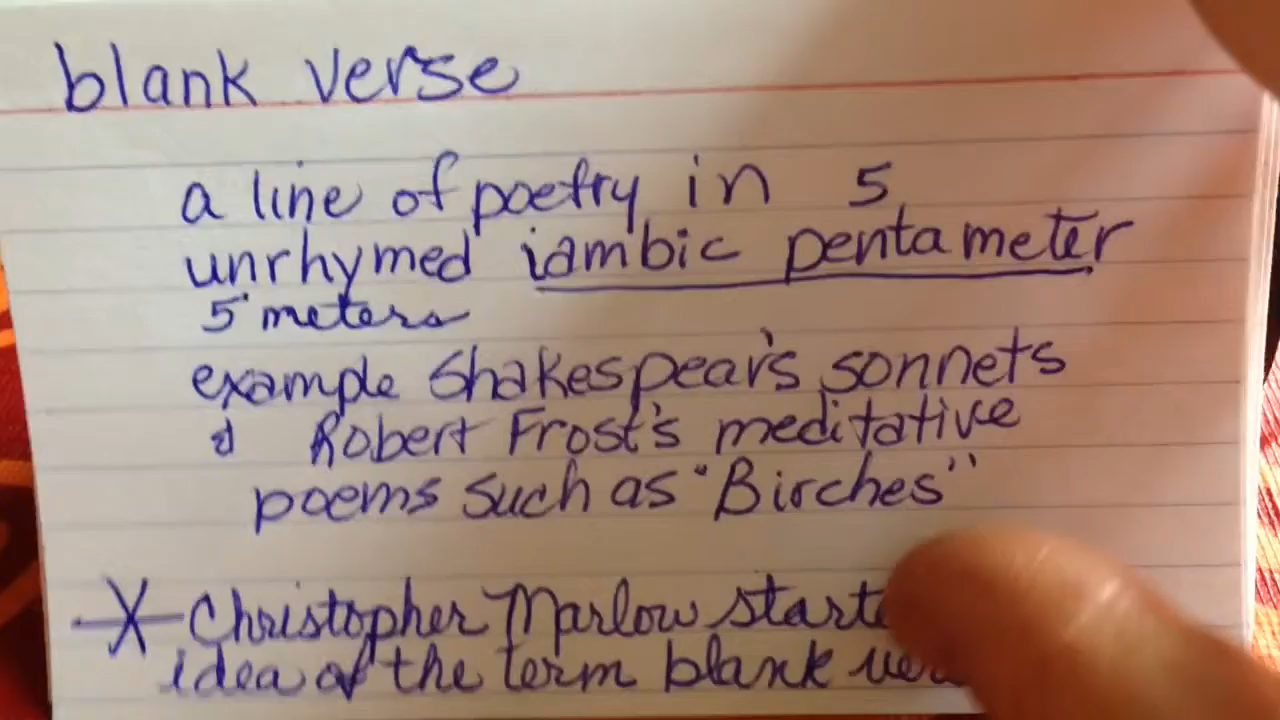 blank verse
a line of poetry in 5
unrhymed iambic pentameter
5 meters
example Shakespear's sonnets
Robert Frost's meditative
poems such as "Birches"
Christopher Marlow
idea of the term blank